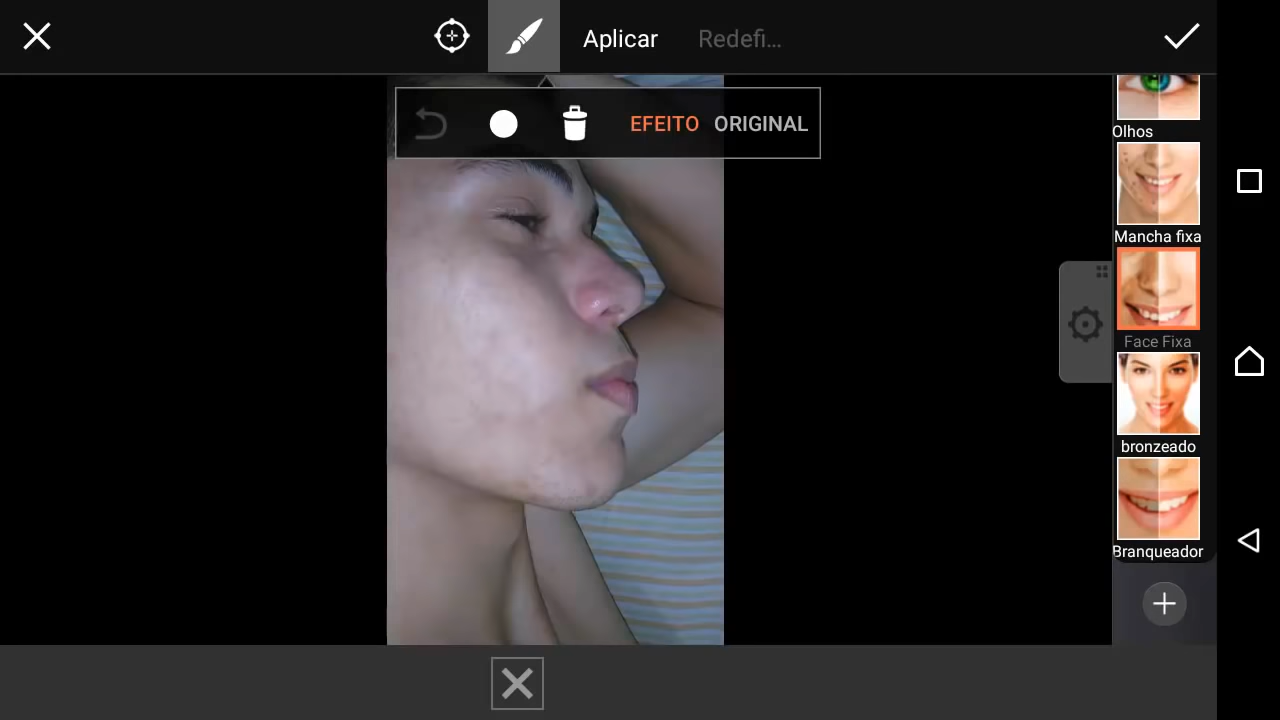 Aplicar
Redefi...
EFEITO
ORIGINAL
Olhos
Mancha fixa
Face Fixa
bronzeado
Branqueador